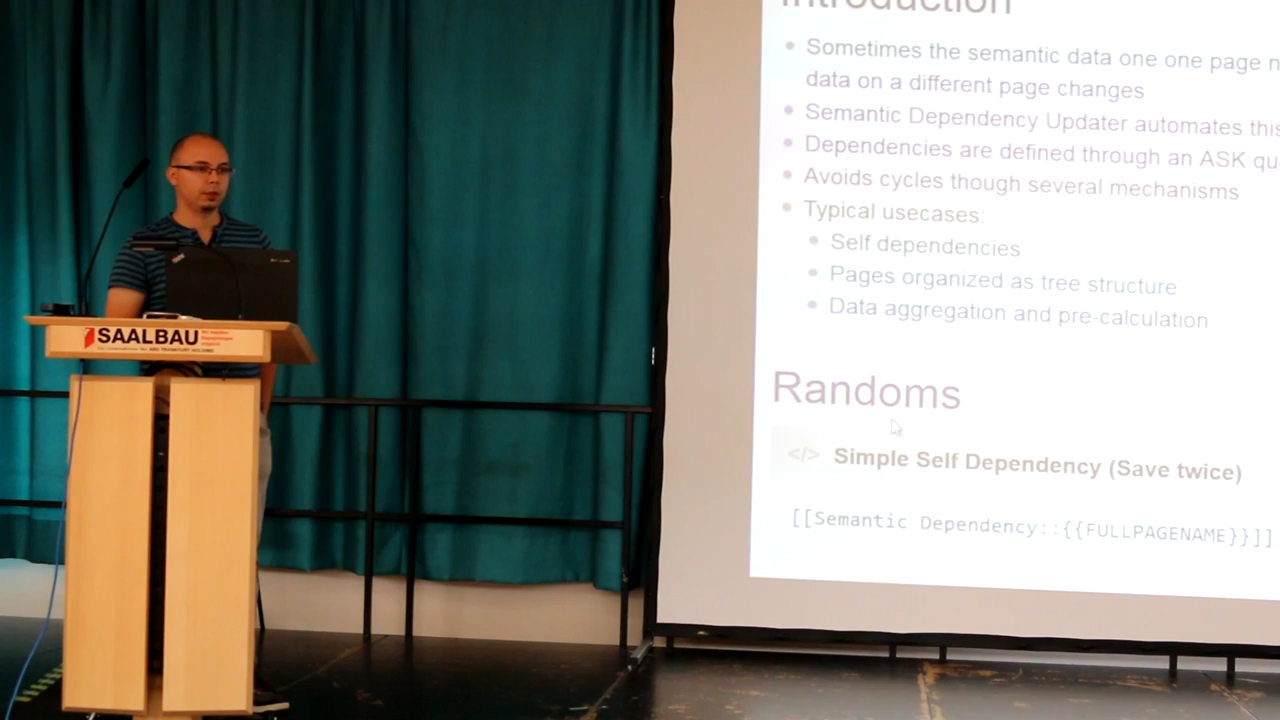 Introduction
Sometimes the semantic data one one page
data on a different page changes
Semantic Dependency Updater automates this
Dependencies are defined through an ASK
Avoids cycles though several mechanisms
Typical usecases:
Self dependencies
Pages organized as tree structure
Data aggregation and pre-calculation
Randoms
</> Simple Self Dependency (Save twice)
[[Semantic Dependency::{{FULLPAGENAME}}]]
SAALBAU